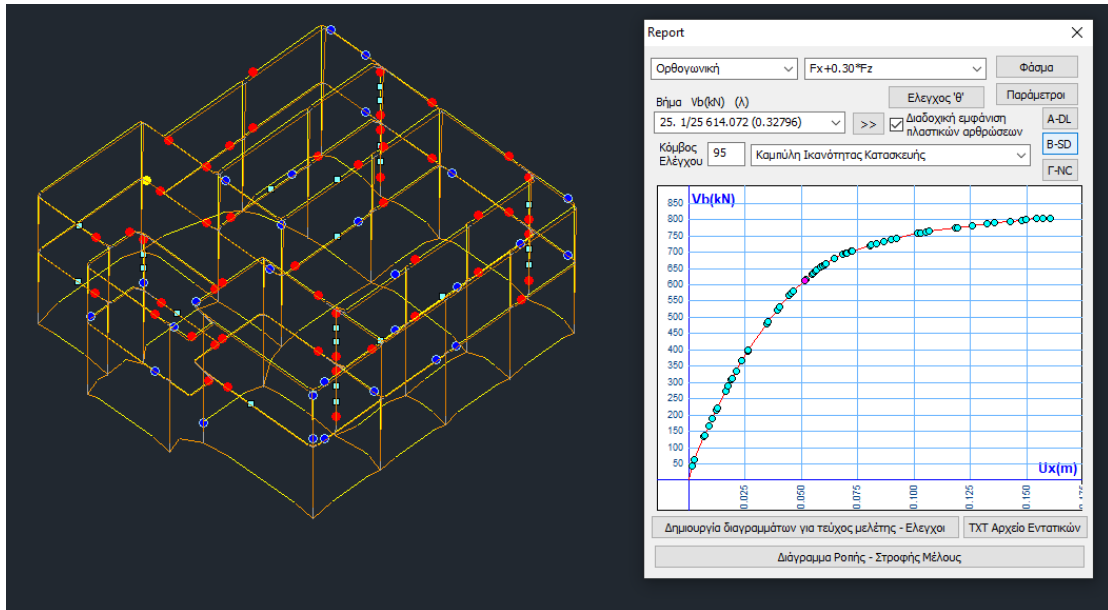 Report
Ορθογωνική Fx+0.30*Fz Φάσμα
Βήμα Vb(kN) (λ) Ελεγχος 'θ' Παράμετροι
25. 1/25 614.072 (0.32796) >> Διαδοχική εμφάνιση πλαστικών αρθρώσεων A-DL
Κόμβος Ελέγχου 95 Καμπύλη Ικανότητας Κατασκευής B-SD
Γ-NC
Vb(kN)
850
800
750
700
650
600
550
500
450
400
350
300
250
200
150
100
50
Ux(m)
0.025 0.050 0.075 0.100 0.125 0.150
Δημιουργία διαγραμμάτων για τεύχος μελέτης - Ελεγχοι TXT Αρχείο Εντατικών
Διάγραμμα Ροπής - Στροφής Μέλους